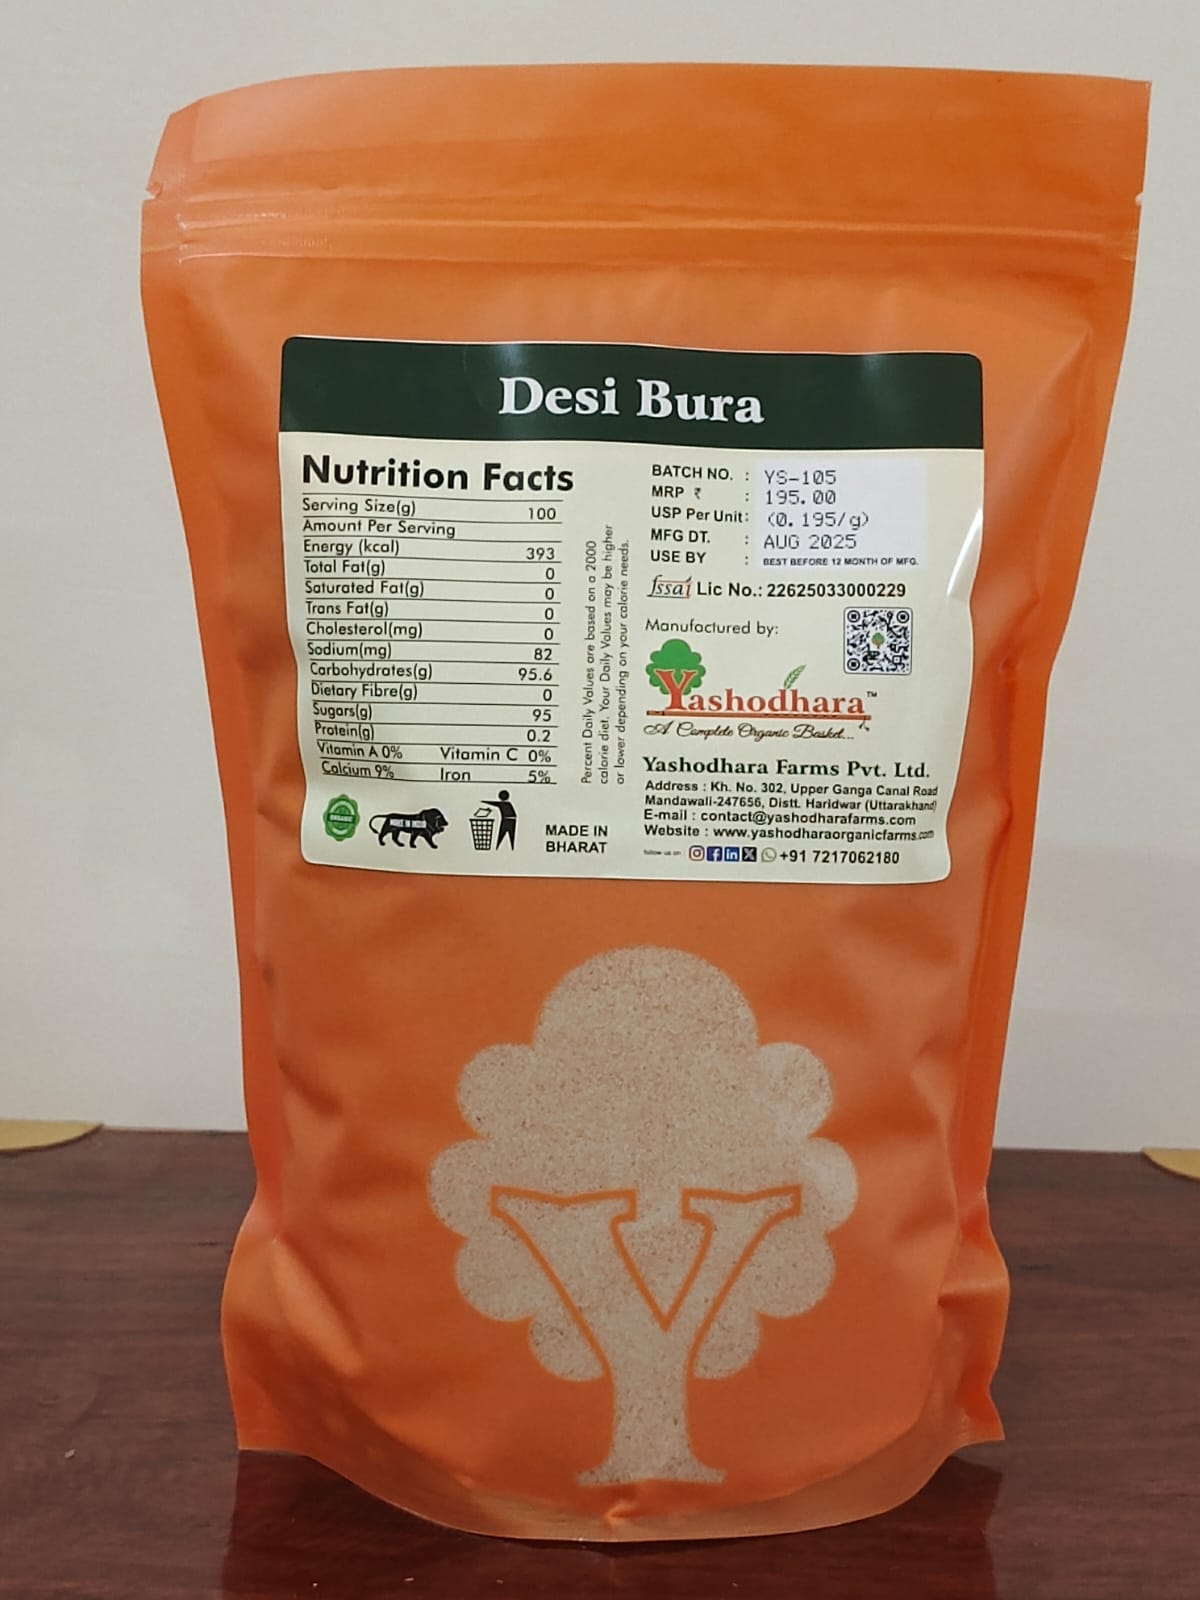 Desi Bura
Nutrition Facts
Serving Size(g) 100
Amount Per Serving
Energy (kcal) 393
Total Fat(g) 0
Saturated Fat(g) 0
Trans Fat(g) 0
Cholesterol(mg) 0
Sodium(mg) 82
Carbohydrates(g) 95.6
Dietary Fibre(g) 0
Sugars(g) 95
Protein(g) 0.2
Vitamin A 0% Vitamin C 0%
Calcium 9% Iron 5%
Percent Daily Values are based on a 2000
calorie diet. Your Daily Values may be higher
or lower depending on your calorie needs.
ORGANIC
MAKE IN INDIA
MADE IN
BHARAT
BATCH NO. : YS-105
MRP ₹ : 195.00
USP Per Unit: (0.195/g)
MFG DT. : AUG 2025
USE BY : BEST BEFORE 12 MONTH OF MFG.
fssai Lic No.: 22625033000229
Manufactured by:
Yashodhara™
A Complete Organic Basket...
Yashodhara Farms Pvt. Ltd.
Address : Kh. No. 302, Upper Ganga Canal Road
Mandawali-247656, Distt. Haridwar (Uttarakhand)
E-mail : contact@yashodharafarms.com
Website : www.yashodharaorganicfarms.com
follow us on : +91 7217062180
Y